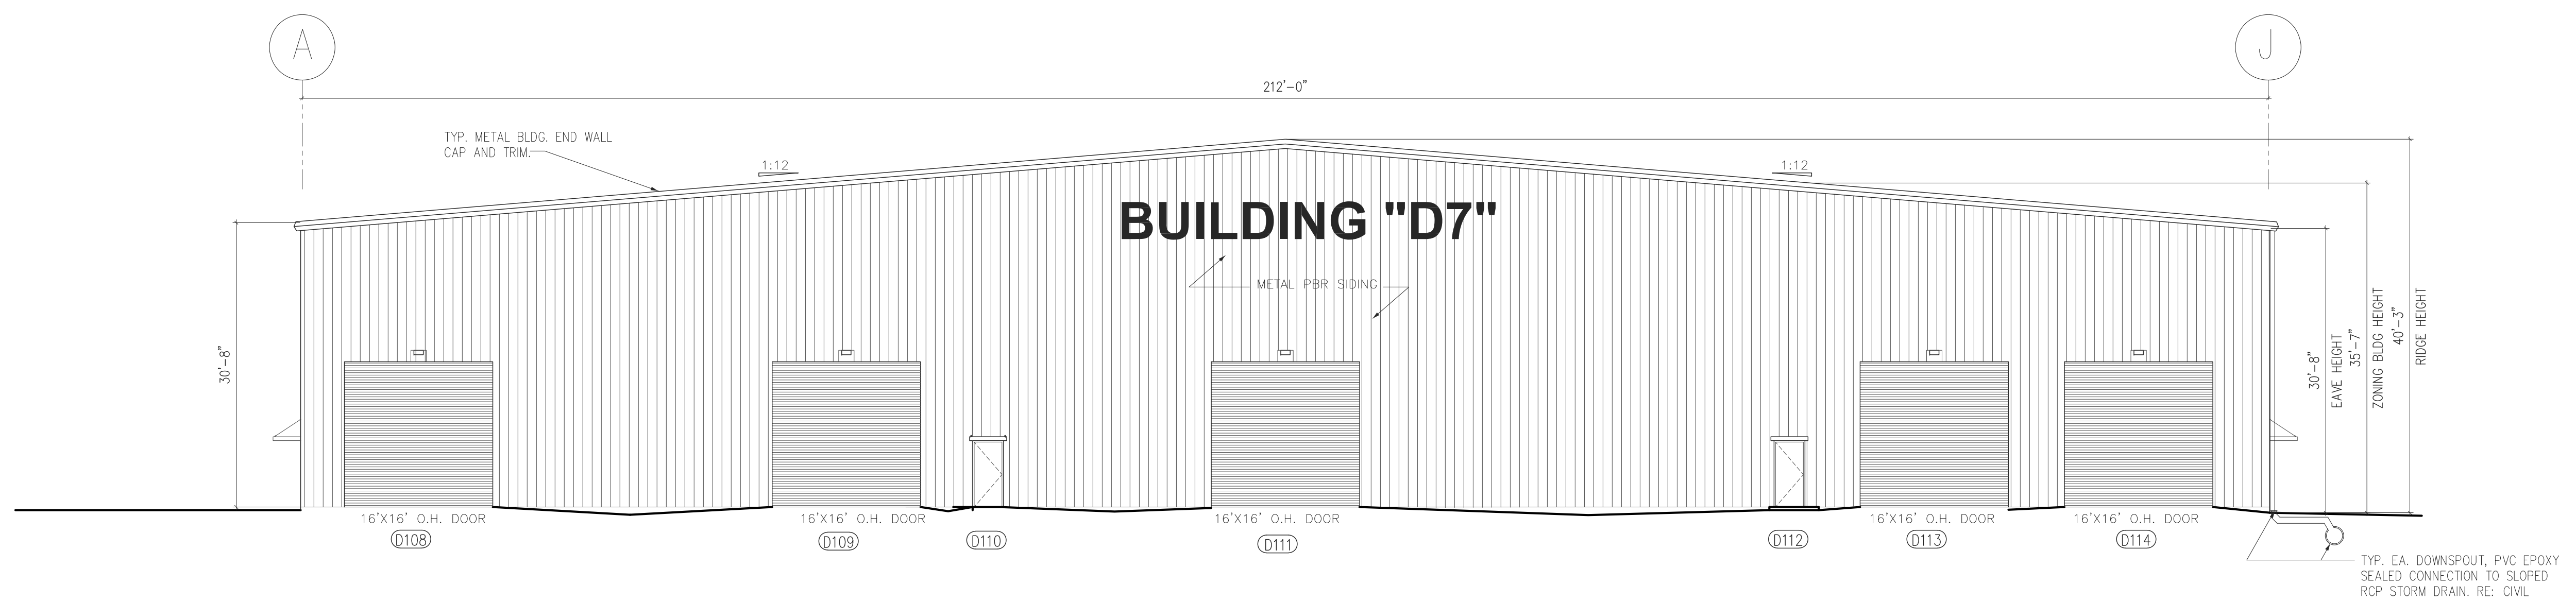 A
J
212'-0"
TYP. METAL BLDG. END WALL
CAP AND TRIM.
1:12
1:12
BUILDING "D7"
METAL PBR SIDING
30'-8"
30'-8"
EAVE HEIGHT
35'-7"
ZONING BLDG HEIGHT
40'-3"
RIDGE HEIGHT
16'X16' O.H. DOOR
16'X16' O.H. DOOR
16'X16' O.H. DOOR
16'X16' O.H. DOOR
16'X16' O.H. DOOR
D108
D109
D110
D111
D112
D113
D114
TYP. EA. DOWNSPOUT, PVC EPOXY
SEALED CONNECTION TO SLOPED
RCP STORM DRAIN. RE: CIVIL